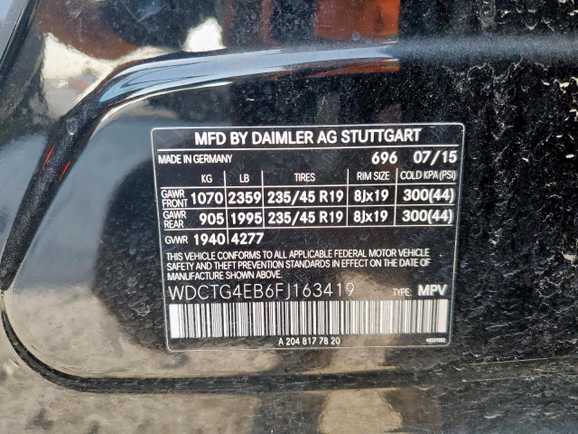 MFD BY DAIMLER AG STUTTGART
MADE IN GERMANY 696 07/15
KG LB TIRES RIM SIZE COLD KPA(PSI)
GAWR FRONT 1070 2359 235/45 R19 8Jx19 300(44)
GAWR REAR 905 1995 235/45 R19 8Jx19 300(44)
GVWR 1940 4277
THIS VEHICLE CONFORMS TO ALL APPLICABLE FEDERAL MOTOR VEHICLE
SAFETY, BUMPER AND THEFT PREVENTION STANDARDS IN EFFECT ON THE DATE
OF MANUFACTURE SHOWN ABOVE.
WDCTG4EB6FJ163419 TYPE: MPV
A 204 817 78 20